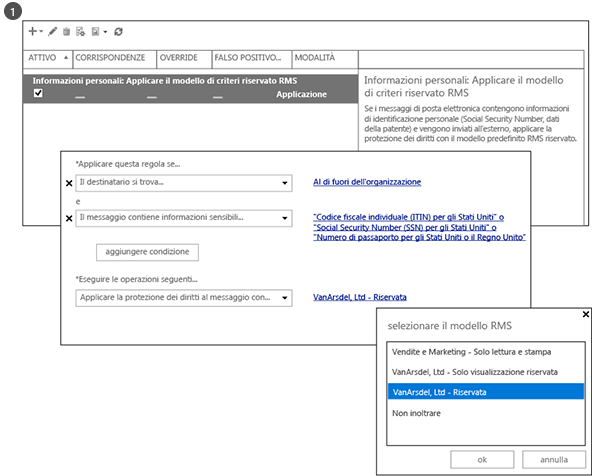 1
ATTIVO CORRISPONDENZE OVERRIDE FALSO POSITIVO... MODALITÀ
Informazioni personali: Applicare il modello di criteri riservato RMS
Applicazione
Informazioni personali: Applicare il modello
di criteri riservato RMS
Se i messaggi di posta elettronica contengono informazioni
di identificazione personale (Social Security Number, dati
della patente) e vengono inviati all'esterno, applicare la
protezione dei diritti con il modello predefinito RMS riservato.
*Applicare questa regola se...
Il destinatario si trova... Al di fuori dell'organizzazione
e
Il messaggio contiene informazioni sensibili... "Codice fiscale individuale (ITIN) per gli Stati Uniti" o
"Social Security Number (SSN) per gli Stati Uniti" o
"Numero di passaporto per gli Stati Uniti o il Regno Unito"
aggiungere condizione
*Eseguire le operazioni seguenti...
Applicare la protezione dei diritti al messaggio con... VanArsdel, Ltd - Riservata
selezionare il modello RMS
Vendite e Marketing - Solo lettura e stampa
VanArsdel, Ltd - Solo visualizzazione riservata
VanArsdel, Ltd - Riservata
Non inoltrare
ok annulla